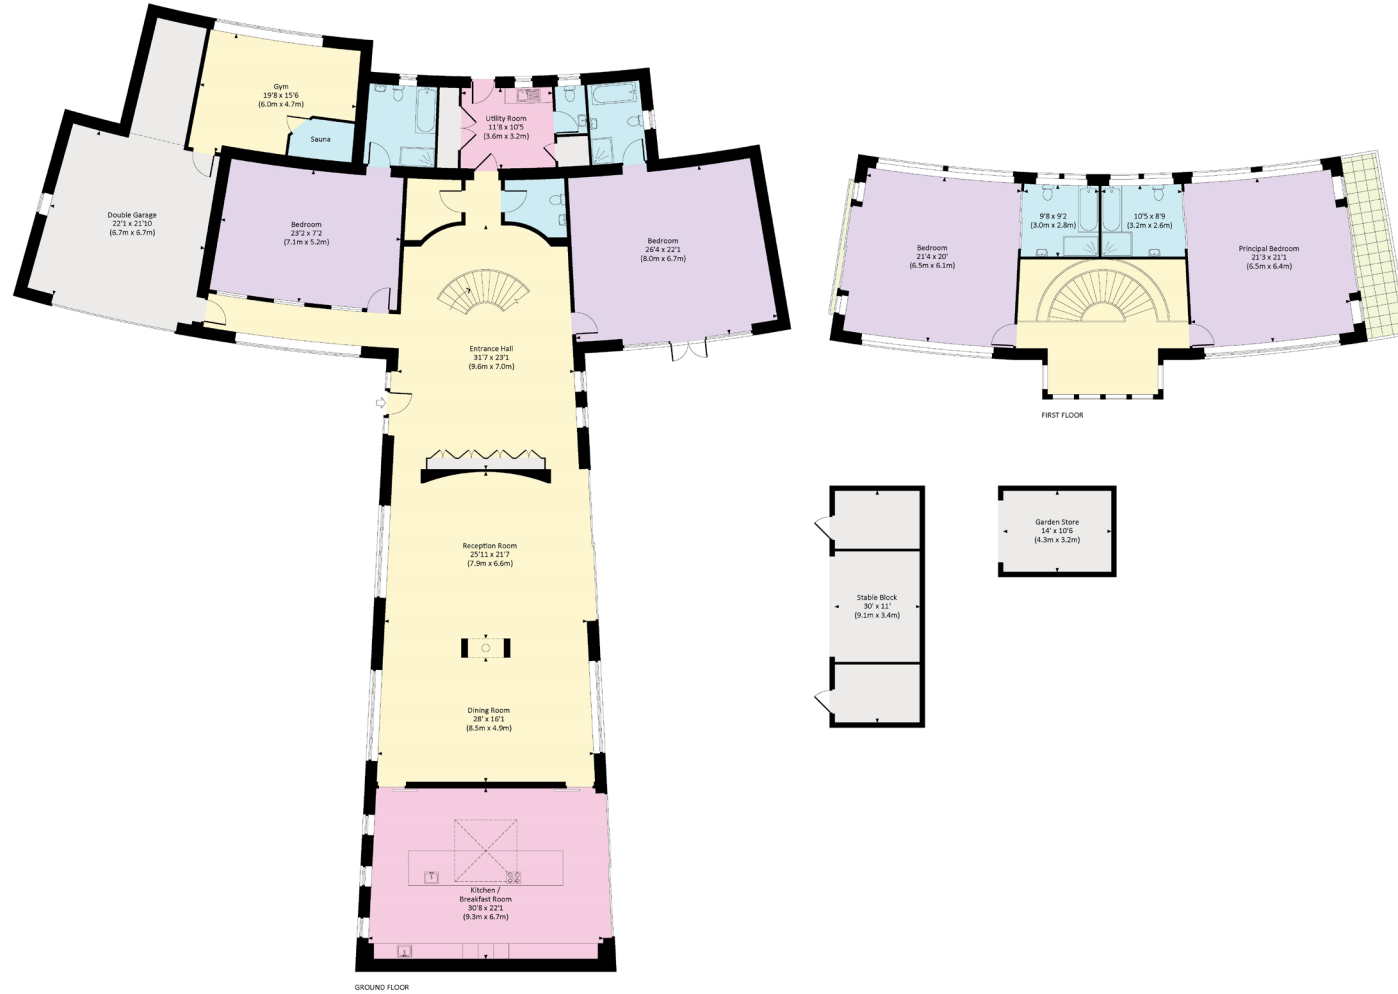 Gym
19'8 x 15'6
(6.0m x 4.7m)
Sauna
Utility Room
11'8 x 10'5
(3.6m x 3.2m)
Double Garage
22'1 x 21'10
(6.7m x 6.7m)
Bedroom
23'2 x 7'2
(7.1m x 5.2m)
Bedroom
26'4 x 22'1
(8.0m x 6.7m)
Entrance Hall
31'7 x 23'1
(9.6m x 7.0m)
Reception Room
25'11 x 21'7
(7.9m x 6.6m)
Dining Room
28' x 16'1
(8.5m x 4.9m)
Kitchen /
Breakfast Room
30'8 x 22'1
(9.3m x 6.7m)
GROUND FLOOR
Bedroom
21'4 x 20'
(6.5m x 6.1m)
9'8 x 9'2
(3.0m x 2.8m)
10'5 x 8'9
(3.2m x 2.6m)
Principal Bedroom
21'3 x 21'1
(6.5m x 6.4m)
FIRST FLOOR
Stable Block
30' x 11'
(9.1m x 3.4m)
Garden Store
14' x 10'6
(4.3m x 3.2m)